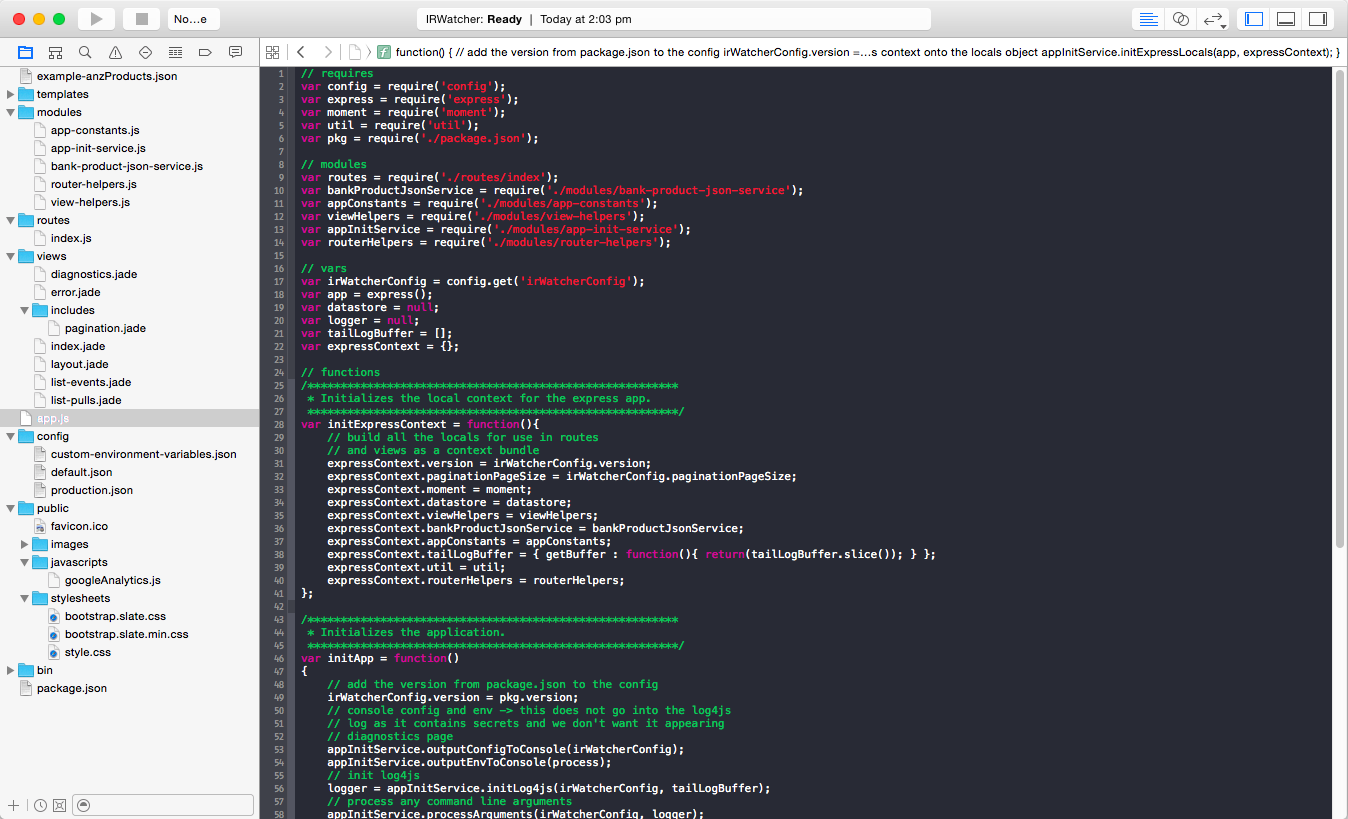 No...e
IRWatcher: Ready | Today at 2:03 pm
function() { // add the version from package.json to the config irWatcherConfig.version =...s context onto the locals object appInitService.initExpressLocals(app, expressContext); }
example-anzProducts.json
templates
modules
app-constants.js
app-init-service.js
bank-product-json-service.js
router-helpers.js
view-helpers.js
routes
index.js
views
diagnostics.jade
error.jade
includes
pagination.jade
index.jade
layout.jade
list-events.jade
list-pulls.jade
app.js
config
custom-environment-variables.json
default.json
production.json
public
favicon.ico
images
javascripts
googleAnalytics.js
stylesheets
bootstrap.slate.css
bootstrap.slate.min.css
style.css
bin
package.json
1 // requires
2 var config = require('config');
3 var express = require('express');
4 var moment = require('moment');
5 var util = require('util');
6 var pkg = require('./package.json');
7
8 // modules
9 var routes = require('./routes/index');
10 var bankProductJsonService = require('./modules/bank-product-json-service');
11 var appConstants = require('./modules/app-constants');
12 var viewHelpers = require('./modules/view-helpers');
13 var appInitService = require('./modules/app-init-service');
14 var routerHelpers = require('./modules/router-helpers');
15
16 // vars
17 var irWatcherConfig = config.get('irWatcherConfig');
18 var app = express();
19 var datastore = null;
20 var logger = null;
21 var tailLogBuffer = [];
22 var expressContext = {};
23
24 // functions
25 /********************************************************
26 * Initializes the local context for the express app.
27 ********************************************************/
28 var initExpressContext = function(){
29 // build all the locals for use in routes
30 // and views as a context bundle
31 expressContext.version = irWatcherConfig.version;
32 expressContext.paginationPageSize = irWatcherConfig.paginationPageSize;
33 expressContext.moment = moment;
34 expressContext.datastore = datastore;
35 expressContext.viewHelpers = viewHelpers;
36 expressContext.bankProductJsonService = bankProductJsonService;
37 expressContext.appConstants = appConstants;
38 expressContext.tailLogBuffer = { getBuffer : function(){ return(tailLogBuffer.slice()); } };
39 expressContext.util = util;
40 expressContext.routerHelpers = routerHelpers;
41 };
42
43 /********************************************************
44 * Initializes the application.
45 ********************************************************/
46 var initApp = function()
47 {
48 // add the version from package.json to the config
49 irWatcherConfig.version = pkg.version;
50 // console config and env -> this does not go into the log4js
51 // log as it contains secrets and we don't want it appearing
52 // diagnostics page
53 appInitService.outputConfigToConsole(irWatcherConfig);
54 appInitService.outputEnvToConsole(process);
55 // init log4js
56 logger = appInitService.initLog4js(irWatcherConfig, tailLogBuffer);
57 // process any command line arguments
58 appInitService.processArguments(irWatcherConfig, logger);